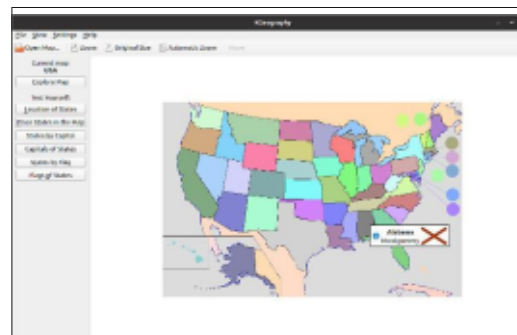 KGeography
File View Settings Help
Open Map... Zoom Original Size Automatic Zoom Move
Current map:
USA
Explore Map
Test Yourself:
Location of States
Place States in the Map
States by Capital
Capitals of States
States by Flag
Flags of States
Alabama
Montgomery